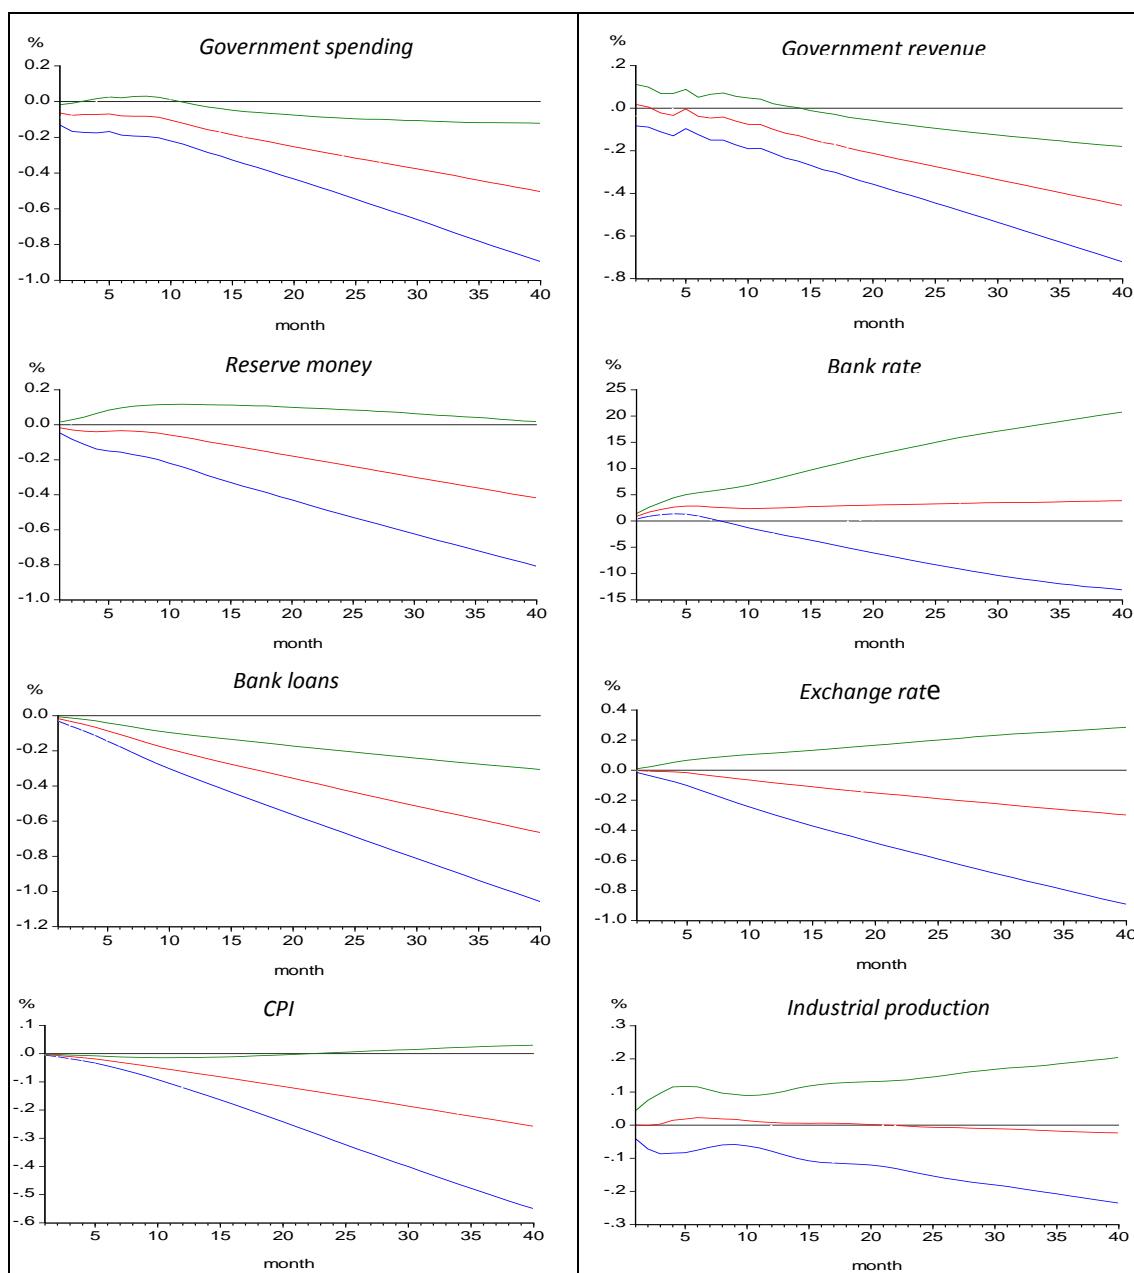 Government spending
%
0.2
0.0
-0.2
-0.4
-0.6
-0.8
-1.0
5 10 15 20 25 30 35 40
month
Government revenue
%
.2
.0
-.2
-.4
-.6
-.8
5 10 15 20 25 30 35 40
month
Reserve money
%
0.2
0.0
-0.2
-0.4
-0.6
-0.8
-1.0
5 10 15 20 25 30 35 40
month
Bank rate
%
25
20
15
10
5
0
-5
-10
-15
5 10 15 20 25 30 35 40
month
Bank loans
%
0.0
-0.2
-0.4
-0.6
-0.8
-1.0
-1.2
5 10 15 20 25 30 35 40
month
Exchange rate
%
0.4
0.2
0.0
-0.2
-0.4
-0.6
-0.8
-1.0
5 10 15 20 25 30 35 40
month
CPI
%
.1
.0
-.1
-.2
-.3
-.4
-.5
-.6
5 10 15 20 25 30 35 40
month
Industrial production
%
.3
.2
.1
.0
-.1
-.2
-.3
5 10 15 20 25 30 35 40
month